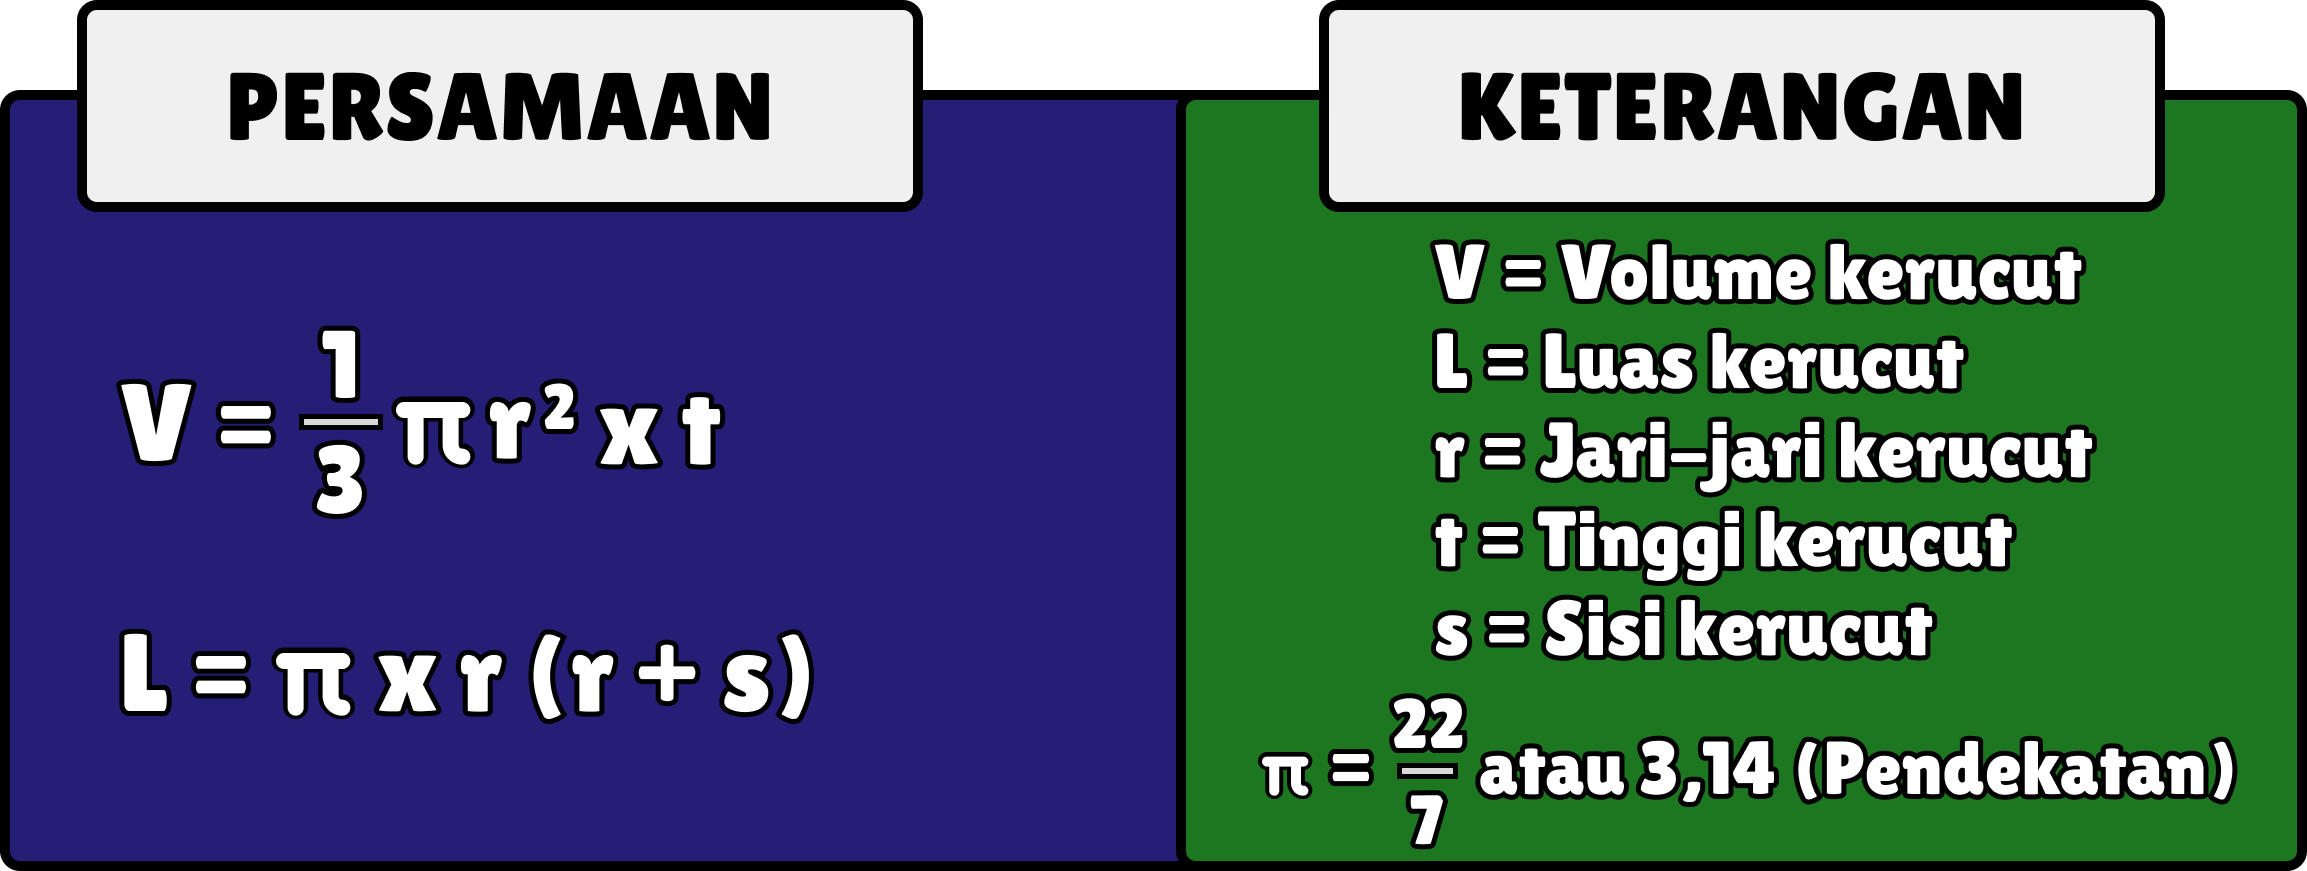 PERSAMAAN
V = 1/3 π r² x t
L = π x r (r + s)
KETERANGAN
V = Volume kerucut
L = Luas kerucut
r = Jari-jari kerucut
t = Tinggi kerucut
s = Sisi kerucut
π = 22/7 atau 3,14 (Pendekatan)